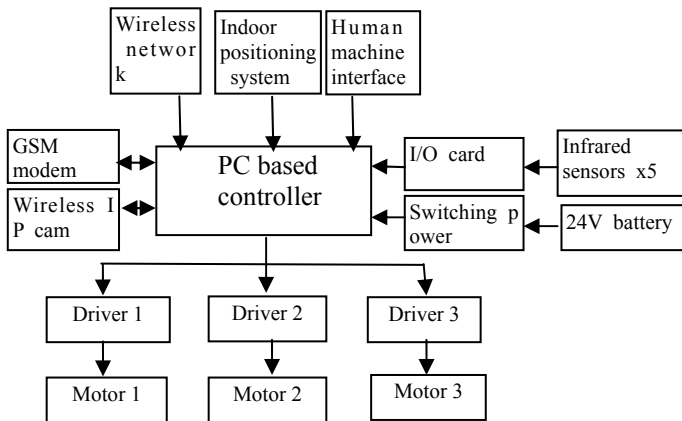 Wireless
networ
k
Indoor
positioning
system
Human
machine
interface
GSM
modem
PC based
controller
I/O card
Infrared
sensors x5
Wireless I
P cam
Switching p
ower
24V battery
Driver 1
Driver 2
Driver 3
Motor 1
Motor 2
Motor 3